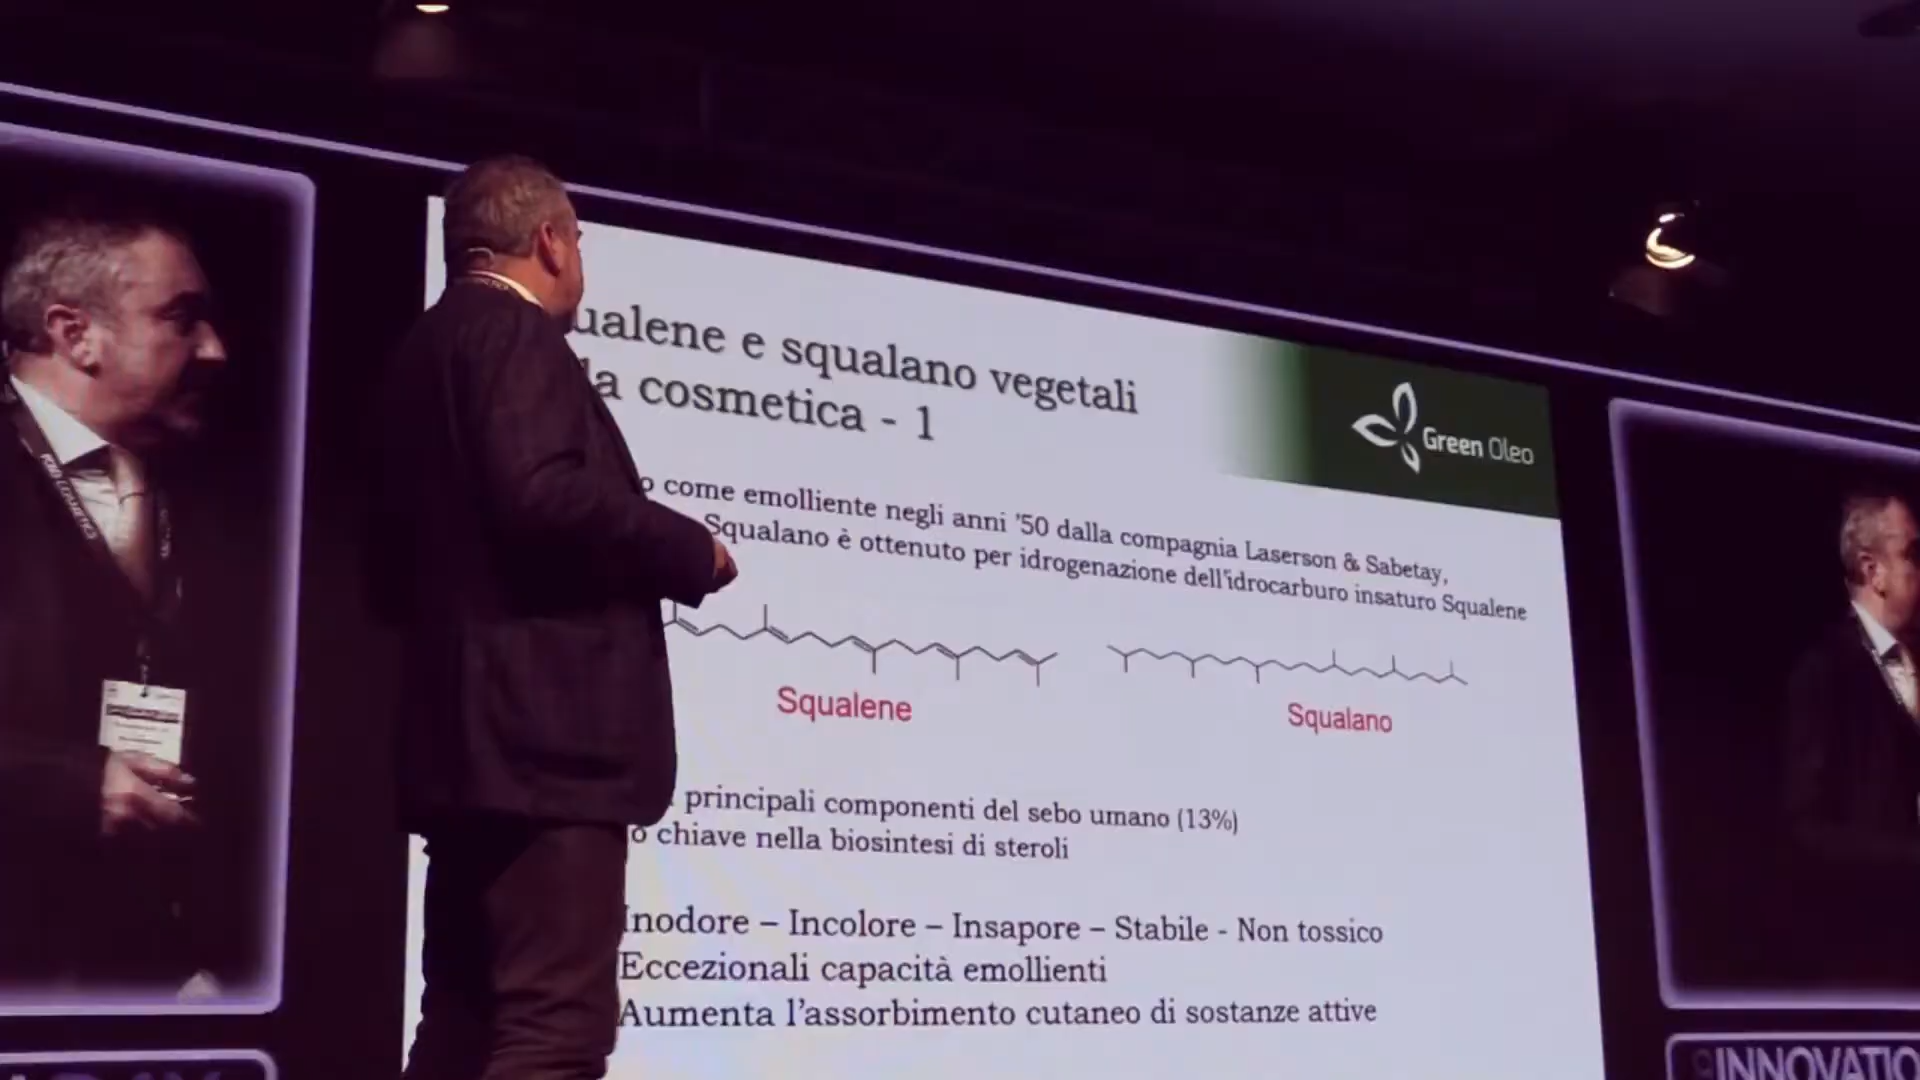 ualene e squalano vegetali
la cosmetica - 1
Green Oleo
o come emolliente negli anni '50 dalla compagnia Laserson & Sabetay,
Squalano è ottenuto per idrogenazione dell'idrocarburo insaturo Squalene
Squalene
Squalano
principali componenti del sebo umano (13%)
o chiave nella biosintesi di steroli
Inodore – Incolore – Insapore – Stabile - Non tossico
Eccezionali capacità emollienti
Aumenta l'assorbimento cutaneo di sostanze attive
INNOVATIO